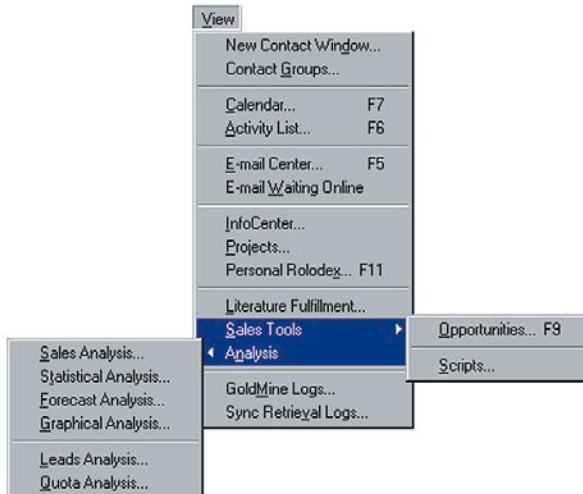 View
New Contact Window...
Contact Groups...
Calendar... F7
Activity List... F6
E-mail Center... F5
E-mail Waiting Online
InfoCenter...
Projects...
Personal Rolodex... F11
Literature Fulfillment...
Sales Tools
Analysis
GoldMine Logs...
Sync Retrieval Logs...
Opportunities... F9
Scripts...
Sales Analysis...
Statistical Analysis...
Forecast Analysis...
Graphical Analysis...
Leads Analysis...
Quota Analysis...